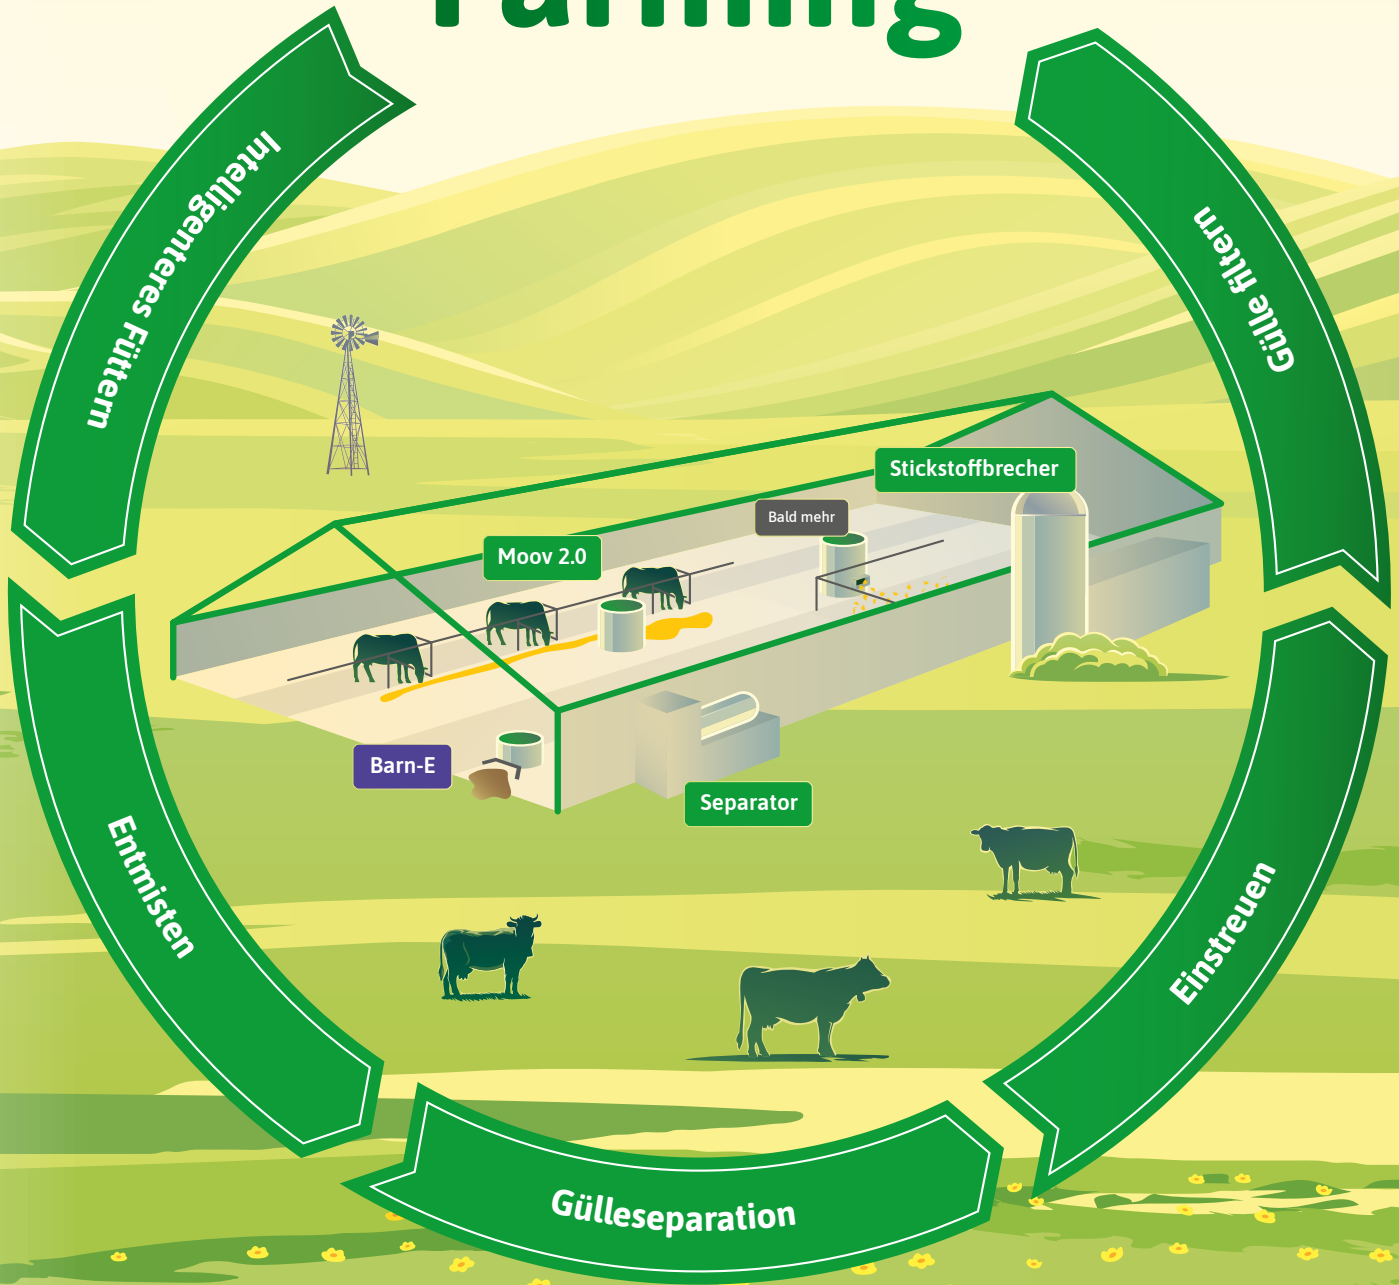 Farming
Intelligenteres Füttern
Gülle filtern
Stickstoffbrecher
Bald mehr
Moov 2.0
Barn-E
Separator
Entmisten
Einstreuen
Gülleseparation